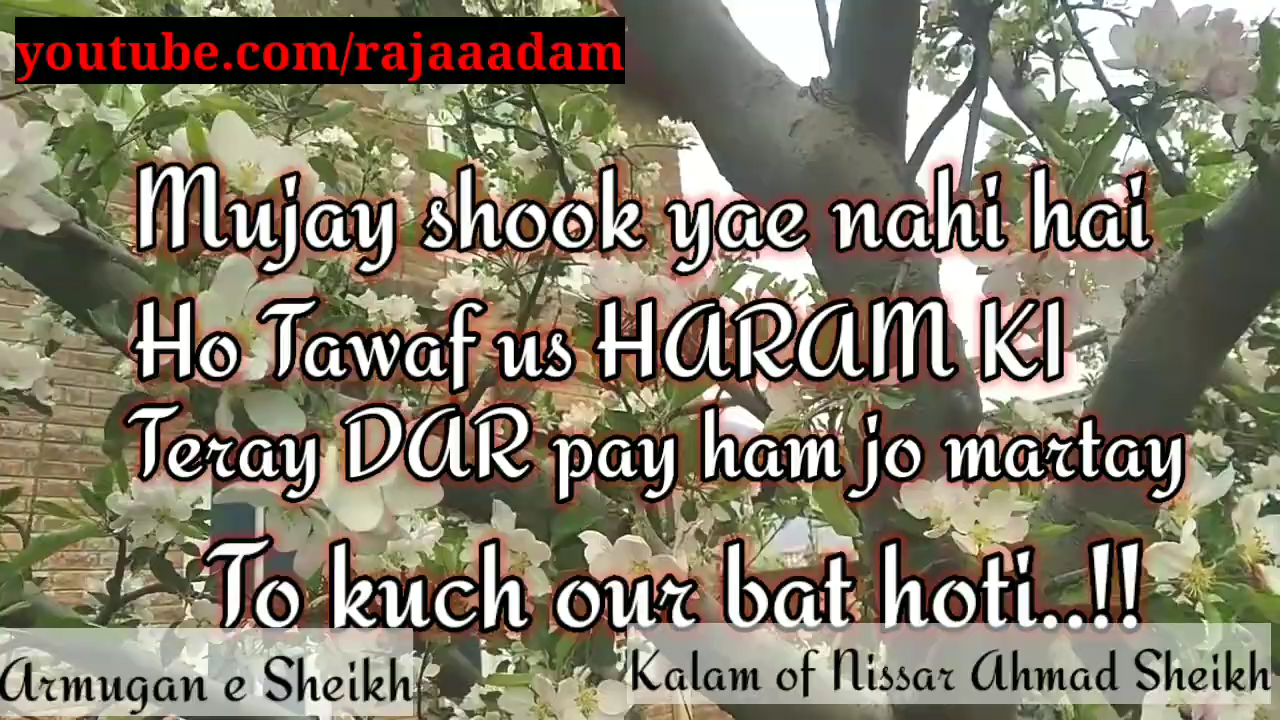 youtube.com/rajaaadam
Mujay shook yae nahi hai
Ho Tawaf us HARAM KI
Teray DAR pay ham jo martay
To kuch our bat hoti..!!
Armugan e Sheikh
Kalam of Nissar Ahmad Sheikh